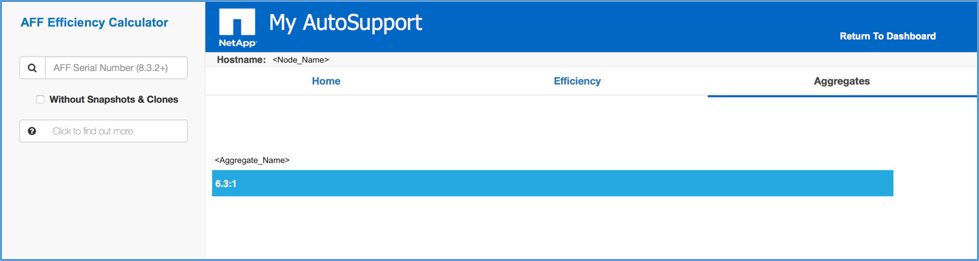 AFF Efficiency Calculator
AFF Serial Number (8.3.2+)
Without Snapshots & Clones
Click to find out more
NetApp
My AutoSupport
Return To Dashboard
Hostname: <Node_Name>
Home Efficiency Aggregates
<Aggregate_Name>
6.3:1